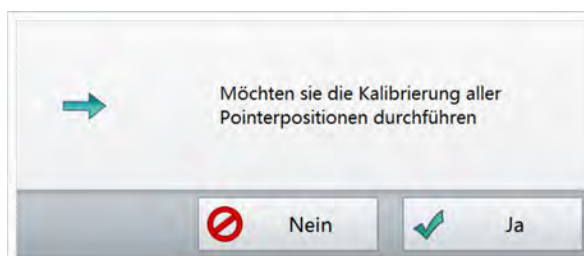 Möchten sie die Kalibrierung aller
Pointerpositionen durchführen
Nein
Ja